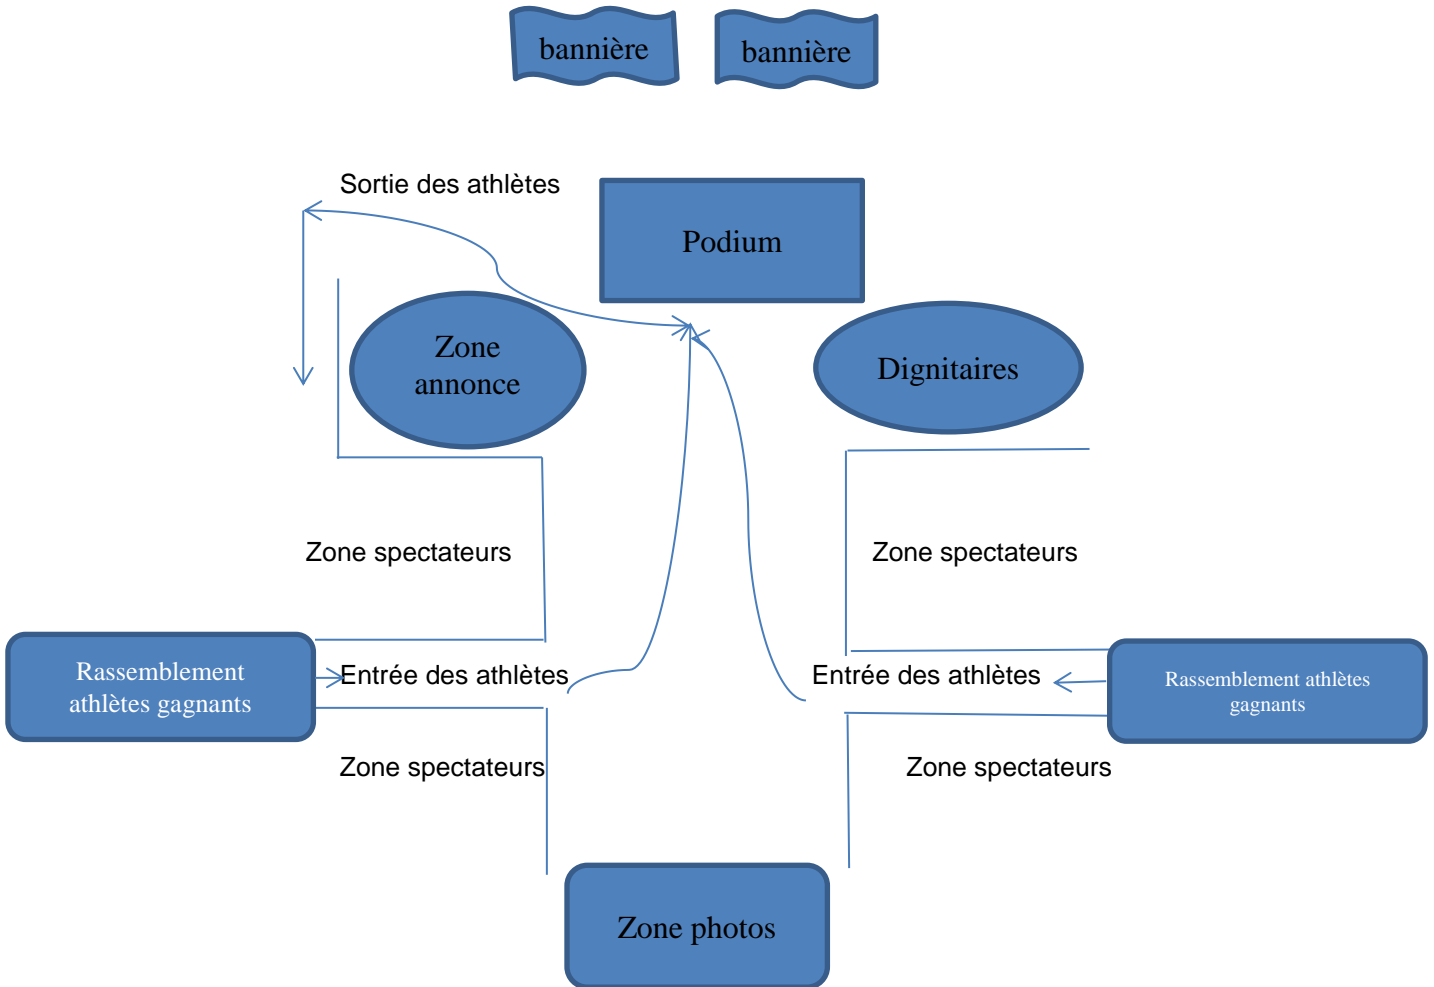 bannière
bannière
Sortie des athlètes
Podium
Zone
annonce
Dignitaires
Zone spectateurs
Zone spectateurs
Rassemblement
athlètes gagnants
Entrée des athlètes
Entrée des athlètes
Rassemblement athlètes
gagnants
Zone spectateurs
Zone spectateurs
Zone photos